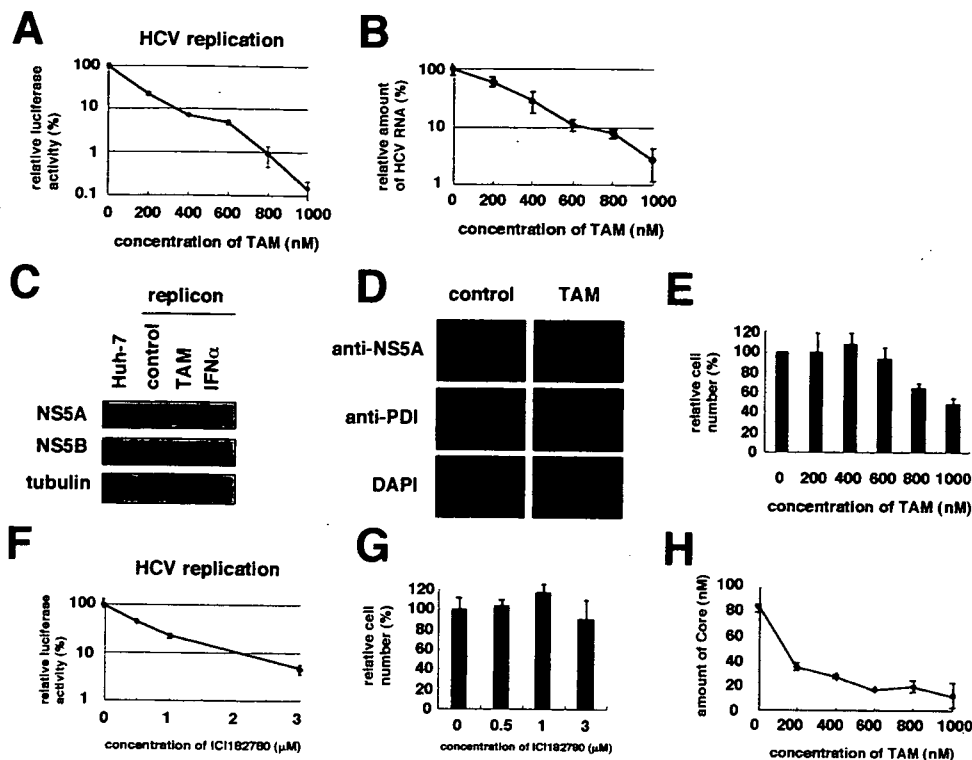 A
HCV replication
relative luciferase
activity (%)
100
10
1
0.1
0 200 400 600 800 1000
concentration of TAM (nM)
B
relative amount
of HCV RNA (%)
100
10
1
0 200 400 600 800 1000
concentration of TAM (nM)
C
replicon
Huh-7
control
TAM
IFNα
NS5A
NS5B
tubulin
D
control TAM
anti-NS5A
anti-PDI
DAPI
E
relative cell
number (%)
120
100
80
60
40
20
0
0 200 400 600 800 1000
concentration of TAM (nM)
F
HCV replication
relative luciferase
activity (%)
100
10
1
0 1 2 3
concentration of ICI182780 (μM)
G
relative cell
number (%)
120
100
80
60
40
20
0
0 0.5 1 3
concentration of ICI182780 (μM)
H
amount of Core (nM)
100
80
60
40
20
0
0 200 400 600 800 1000
concentration of TAM (nM)